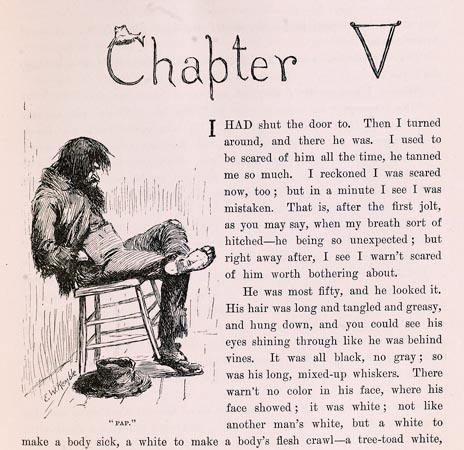 Chapter V
I HAD shut the door to. Then I turned
around, and there he was. I used to
be scared of him all the time, he tanned
me so much. I reckoned I was scared
now, too; but in a minute I see I was
mistaken. That is, after the first jolt,
as you may say, when my breath sort of
hitched—he being so unexpected; but
right away after, I see I warn't scared
of him worth bothering about.
He was most fifty, and he looked it.
His hair was long and tangled and greasy,
and hung down, and you could see his
eyes shining through like he was behind
vines. It was all black, no gray; so
was his long, mixed-up whiskers. There
warn't no color in his face, where his
face showed; it was white; not like
another man's white, but a white to
make a body sick, a white to make a body's flesh crawl—a tree-toad white,
E.W. Kemble
"PAP."